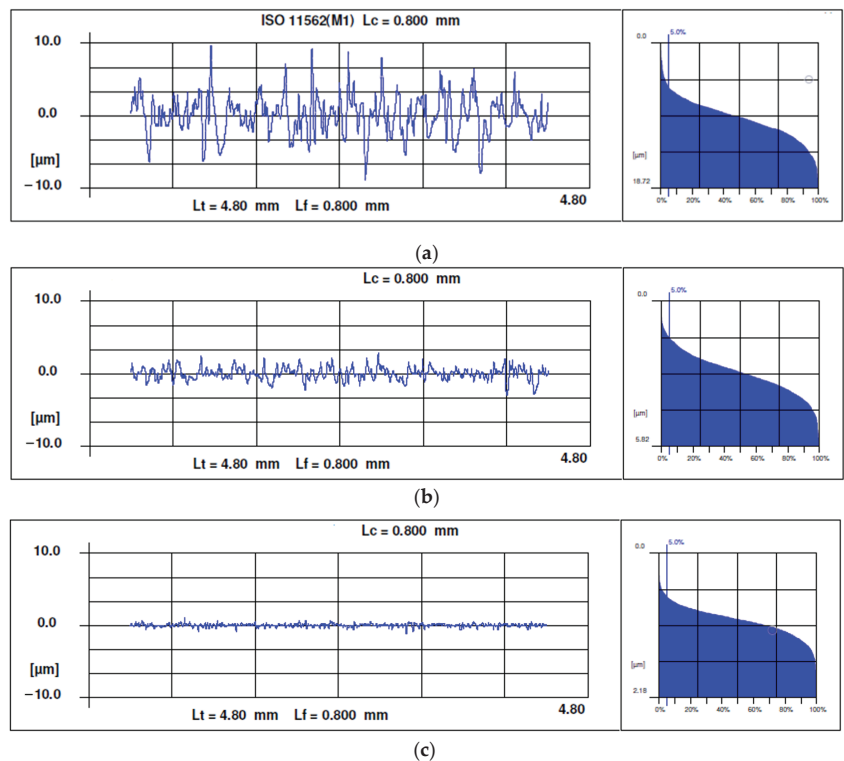 ISO 11562(M1) Lc = 0.800 mm
10.0
0.0
[µm]
−10.0
4.80
Lt = 4.80 mm Lf = 0.800 mm
0.0
5.0%
[µm]
18.72
0% 20% 40% 60% 80% 100%
(a)
Lc = 0.800 mm
10.0
0.0
[µm]
−10.0
4.80
Lt = 4.80 mm Lf = 0.800 mm
0.0
5.0%
[µm]
5.82
0% 20% 40% 60% 80% 100%
(b)
Lc = 0.800 mm
10.0
0.0
[µm]
−10.0
4.80
Lt = 4.80 mm Lf = 0.800 mm
0.0
5.0%
[µm]
2.18
0% 20% 40% 60% 80% 100%
(c)